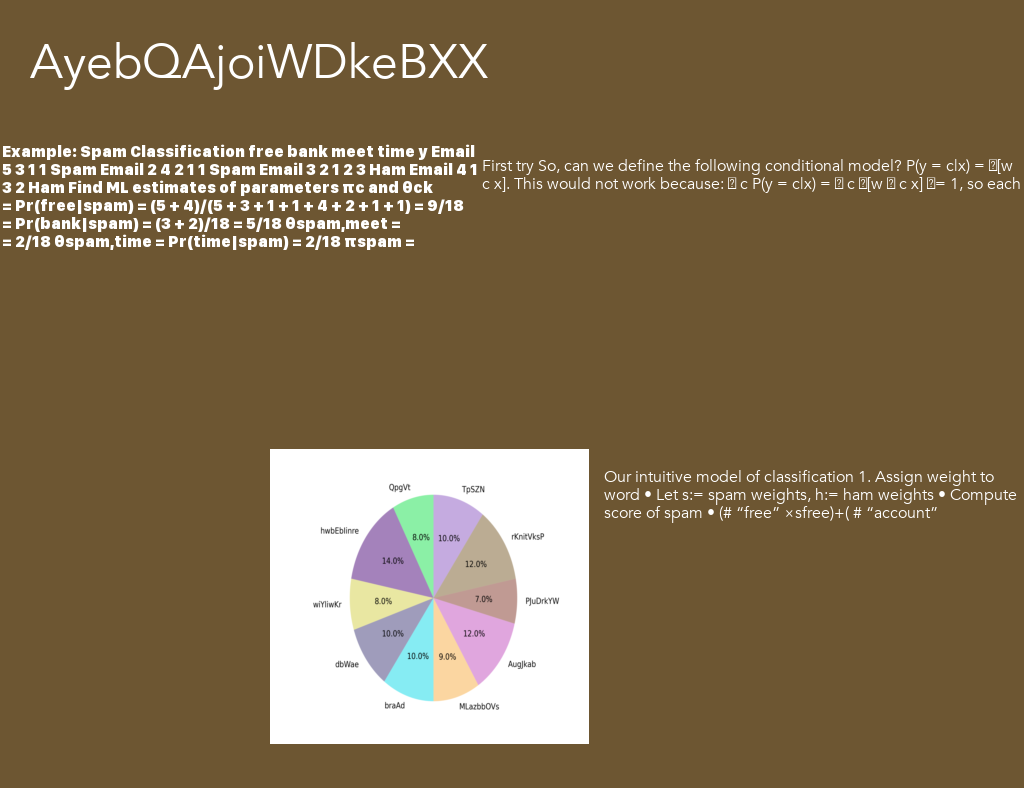 AyebQAjoiWDkeBXX
Example: Spam Classification free bank meet time y Email
5 3 1 1 Spam Email 2 4 2 1 1 Spam Email 3 2 1 2 3 Ham Email 4 1
3 2 Ham Find ML estimates of parameters πc and θck
= Pr(free|spam) = (5 + 4)/(5 + 3 + 1 + 1 + 4 + 2 + 1 + 1) = 9/18
= Pr(bank|spam) = (3 + 2)/18 = 5/18 θspam,meet =
= 2/18 θspam,time = Pr(time|spam) = 2/18 πspam =
First try So, can we define the following conditional model? P(y = c|x) = [w
c x]. This would not work because: c P(y = c|x) = c [w c x] = 1, so each
QpgVt
TpSZN
hwbEbIinre
rKnitVksP
8.0%
10.0%
14.0%
12.0%
wiYliwKr
8.0%
7.0%
PJuDrkYW
10.0%
12.0%
dbWae
10.0%
9.0%
AugJkab
braAd
MLazbbOVs
Our intuitive model of classification 1. Assign weight to
word • Let s:= spam weights, h:= ham weights • Compute
score of spam • (# “free” ×sfree)+( # “account”